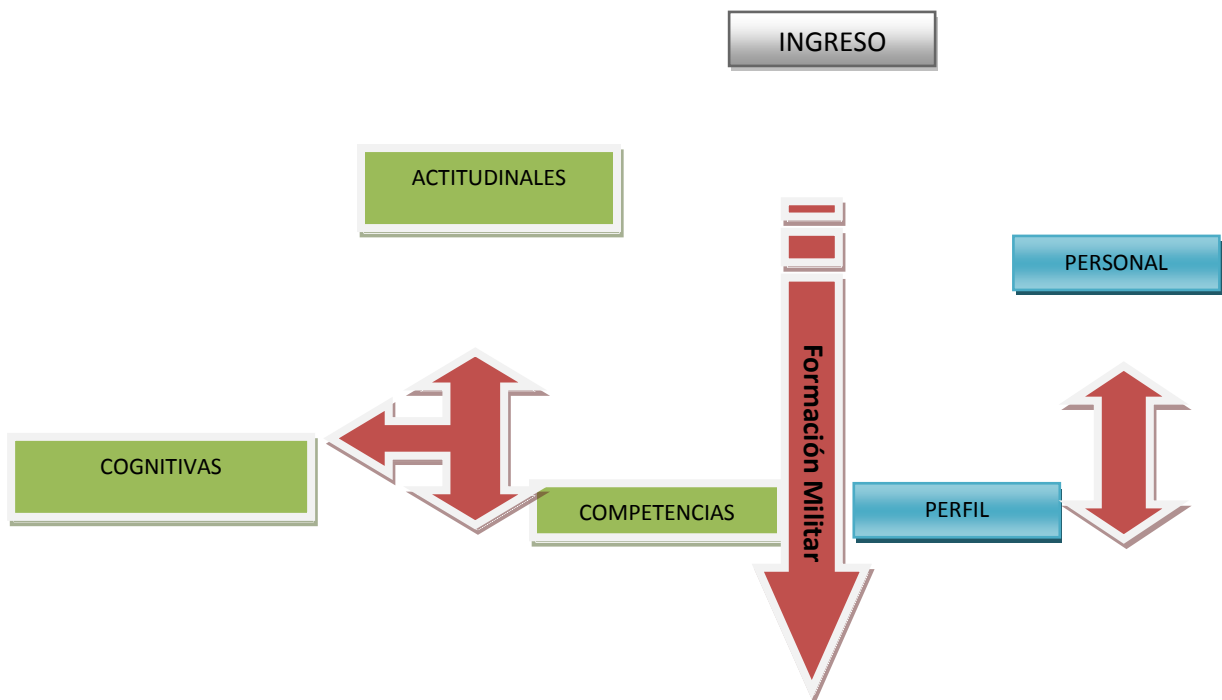 INGRESO
ACTITUDINALES
PERSONAL
Formación Militar
COGNITIVAS
COMPETENCIAS
PERFIL